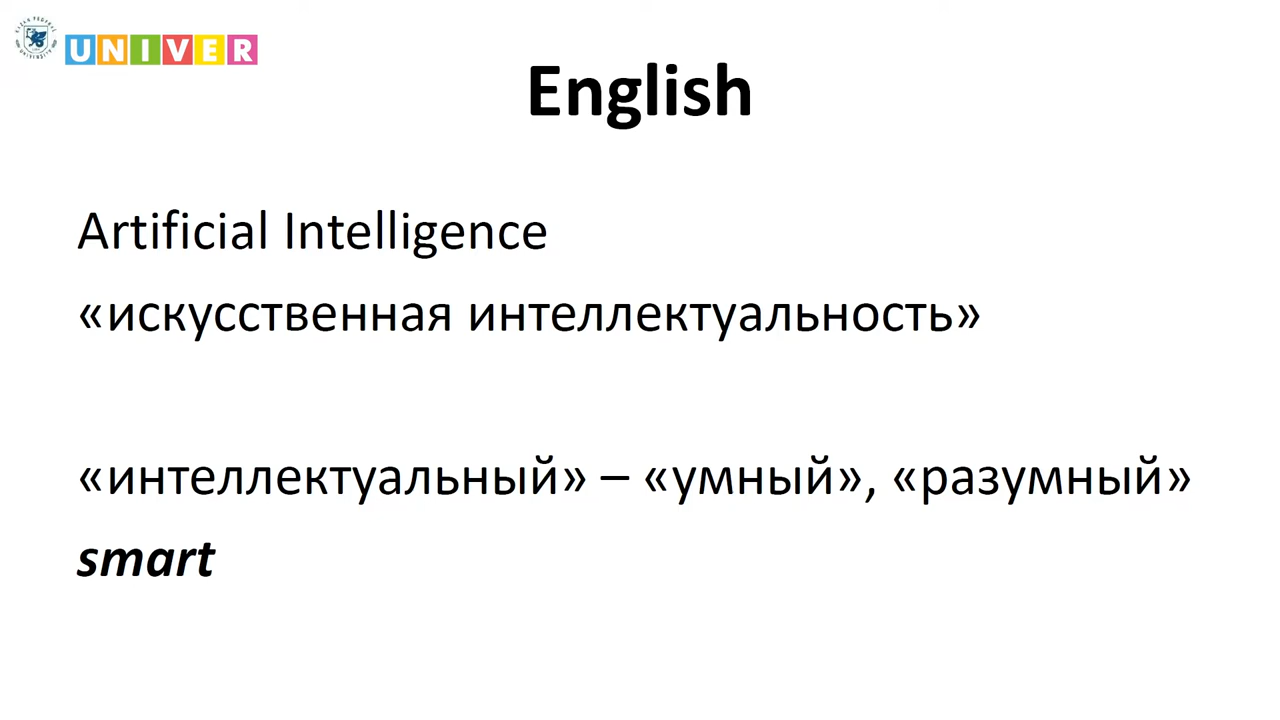 UNIVER
English
Artificial Intelligence
«искусственная интеллектуальность»
«интеллектуальный» – «умный», «разумный»
smart